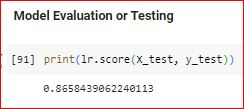 Model Evaluation or Testing
[91] print(lr.score(X_test, y_test))
0.8658439062240113